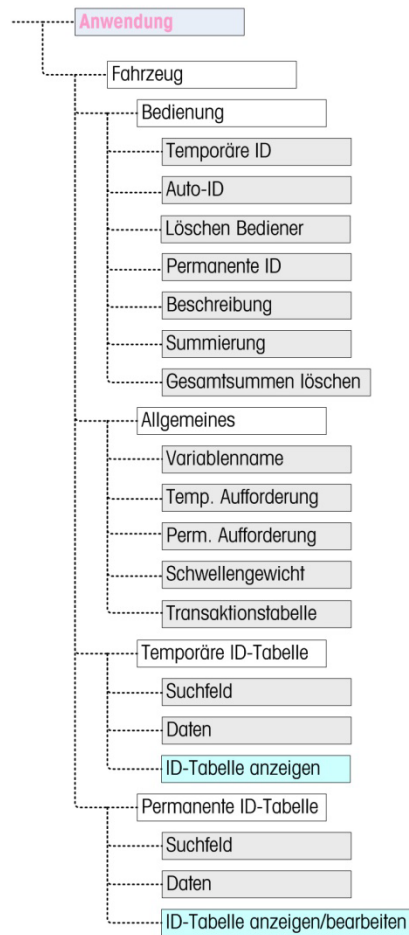 Anwendung
Fahrzeug
Bedienung
Temporäre ID
Auto-ID
Löschen Bediener
Permanente ID
Beschreibung
Summierung
Gesamtsummen löschen
Allgemeines
Variablenname
Temp. Aufforderung
Perm. Aufforderung
Schwellengewicht
Transaktionstabelle
Temporäre ID-Tabelle
Suchfeld
Daten
ID-Tabelle anzeigen
Permanente ID-Tabelle
Suchfeld
Daten
ID-Tabelle anzeigen/bearbeiten